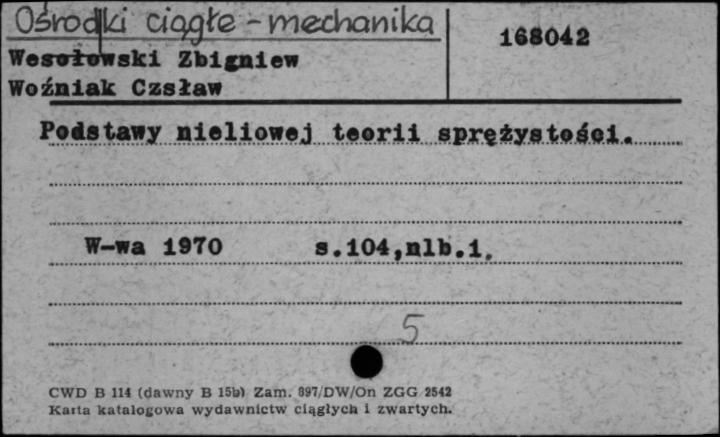 Ośrodki ciągłe - mechanika
168042
Wesołowski Zbigniew
Woźniak Czsław
Podstawy nieliowej teorii sprężystości.
W-wa 1970 s.104,nlb.1.
5
CWD B 114 (dawny B 15b) Zam. 897/DW/On ZGG 2542
Karta katalogowa wydawnictw ciągłych i zwartych.